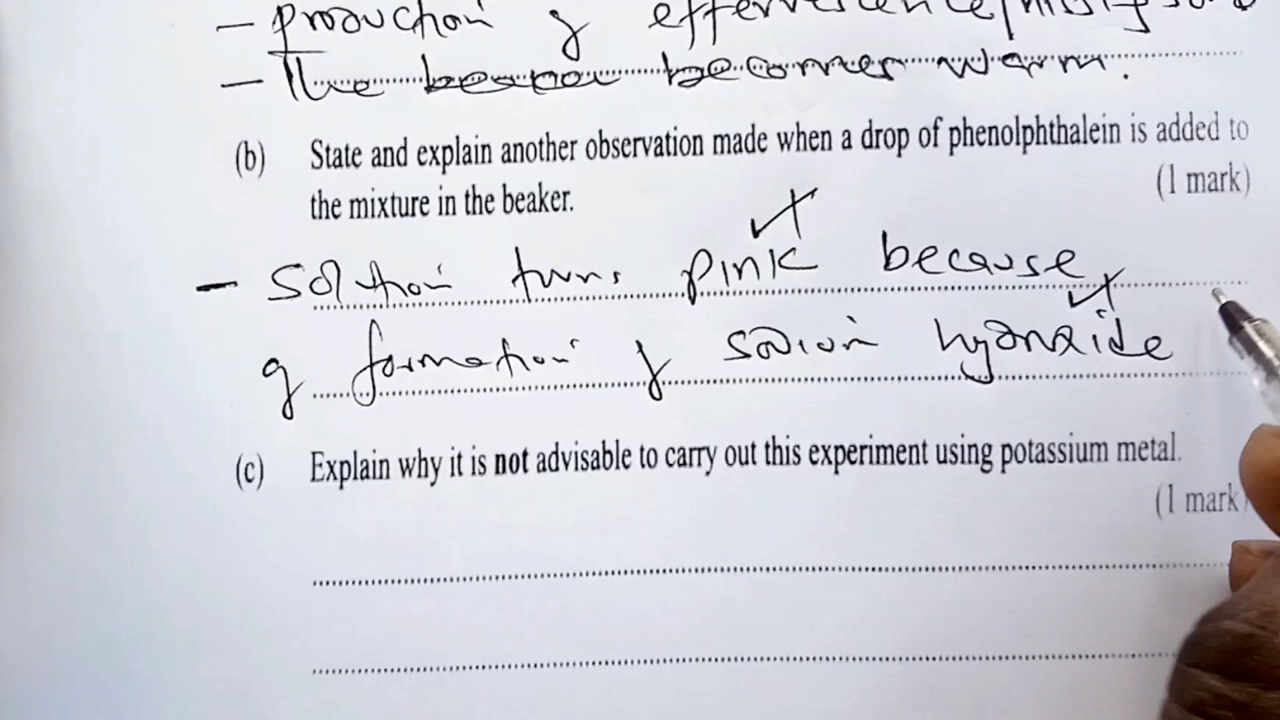 - production of effervescence/hissing sound
- The beaker becomes warm.
(b) State and explain another observation made when a drop of phenolphthalein is added to
the mixture in the beaker. (1 mark)
- Solution turns pink because
of formation of sodium hydroxide
(c) Explain why it is not advisable to carry out this experiment using potassium metal.
(1 mark)